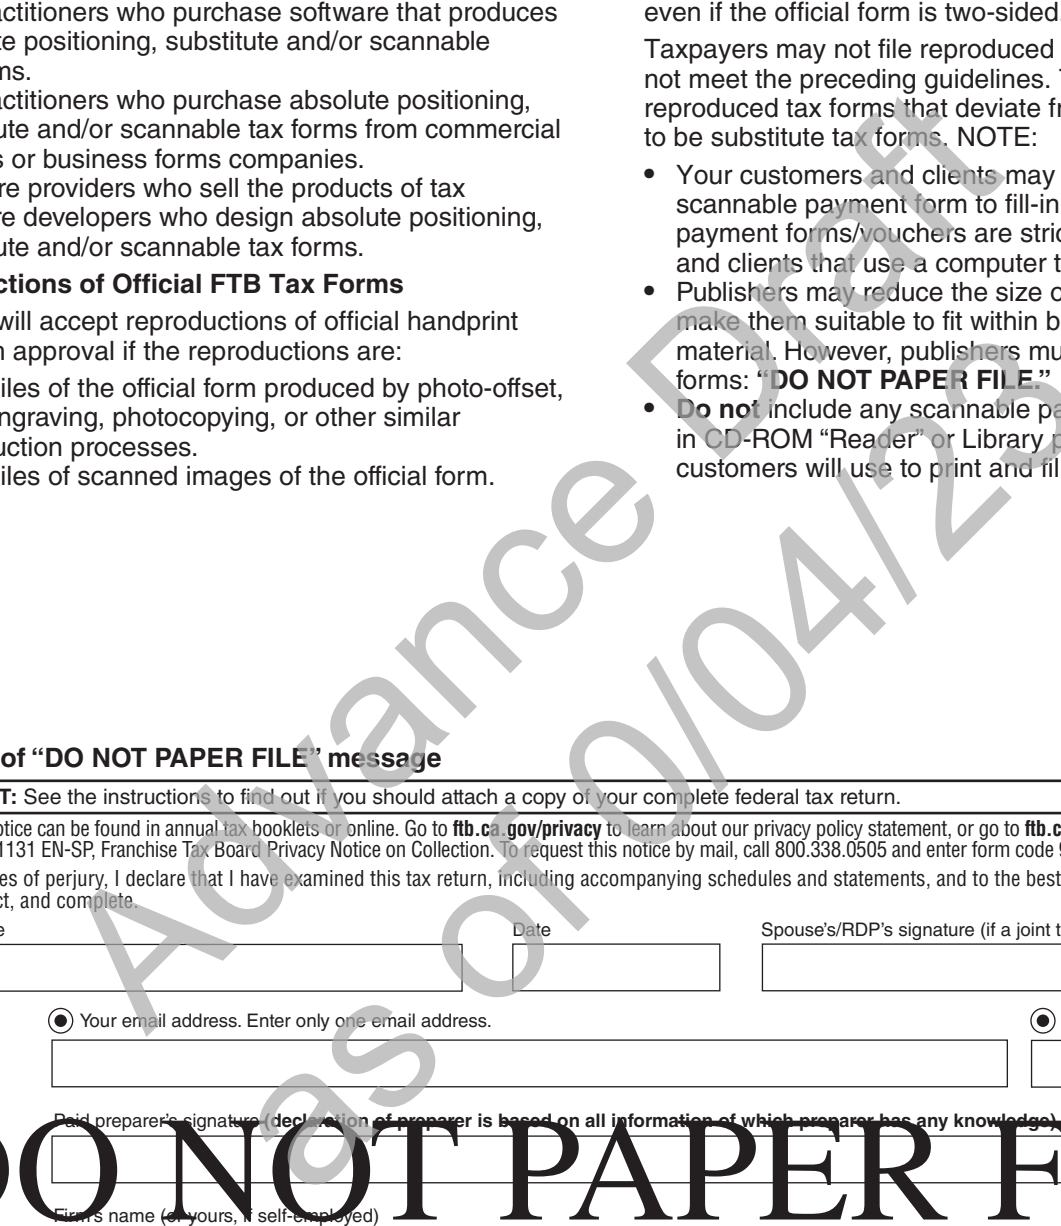 actitioners who purchase software that produces
te positioning, substitute and/or scannable
ms.
actitioners who purchase absolute positioning,
ute and/or scannable tax forms from commercial
s or business forms companies.
re providers who sell the products of tax
re developers who design absolute positioning,
ute and/or scannable tax forms.
ctions of Official FTB Tax Forms
will accept reproductions of official handprint
n approval if the reproductions are:
iles of the official form produced by photo-offset,
ngraving, photocopying, or other similar
uction processes.
iles of scanned images of the official form.
even if the official form is two-sided
Taxpayers may not file reproduced
not meet the preceding guidelines. T
reproduced tax forms that deviate fr
to be substitute tax forms. NOTE:
• Your customers and clients may
scannable payment form to fill-in
payment forms/vouchers are stric
and clients that use a computer t
• Publishers may reduce the size o
make them suitable to fit within b
material. However, publishers mu
forms: “DO NOT PAPER FILE.”
• Do not include any scannable pa
in CD-ROM “Reader” or Library p
customers will use to print and fil
Advance Draft
as of 0/04/23
of “DO NOT PAPER FILE” message
T: See the instructions to find out if you should attach a copy of your complete federal tax return.
otice can be found in annual tax booklets or online. Go to ftb.ca.gov/privacy to learn about our privacy policy statement, or go to ftb.c
1131 EN-SP, Franchise Tax Board Privacy Notice on Collection. To request this notice by mail, call 800.338.0505 and enter form code 9
es of perjury, I declare that I have examined this tax return, including accompanying schedules and statements, and to the best
ct, and complete.
e Date Spouse’s/RDP’s signature (if a joint t
Your email address. Enter only one email address.
Paid preparer’s signature (declaration of preparer is based on all information of which preparer has any knowledge)
DO NOT PAPER F
Firm’s name (or yours, if self-employed)